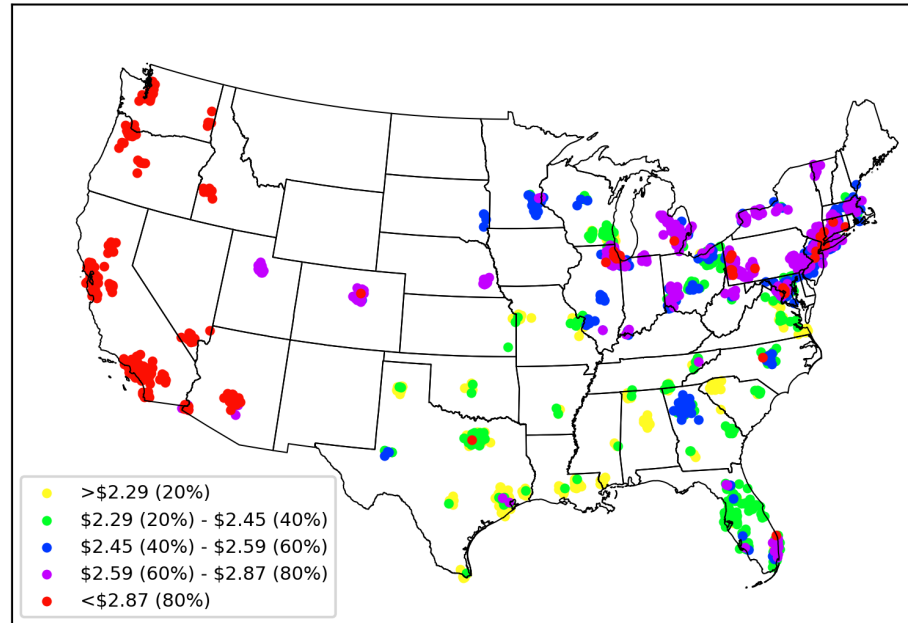 >$2.29 (20%)
$2.29 (20%) - $2.45 (40%)
$2.45 (40%) - $2.59 (60%)
$2.59 (60%) - $2.87 (80%)
<$2.87 (80%)